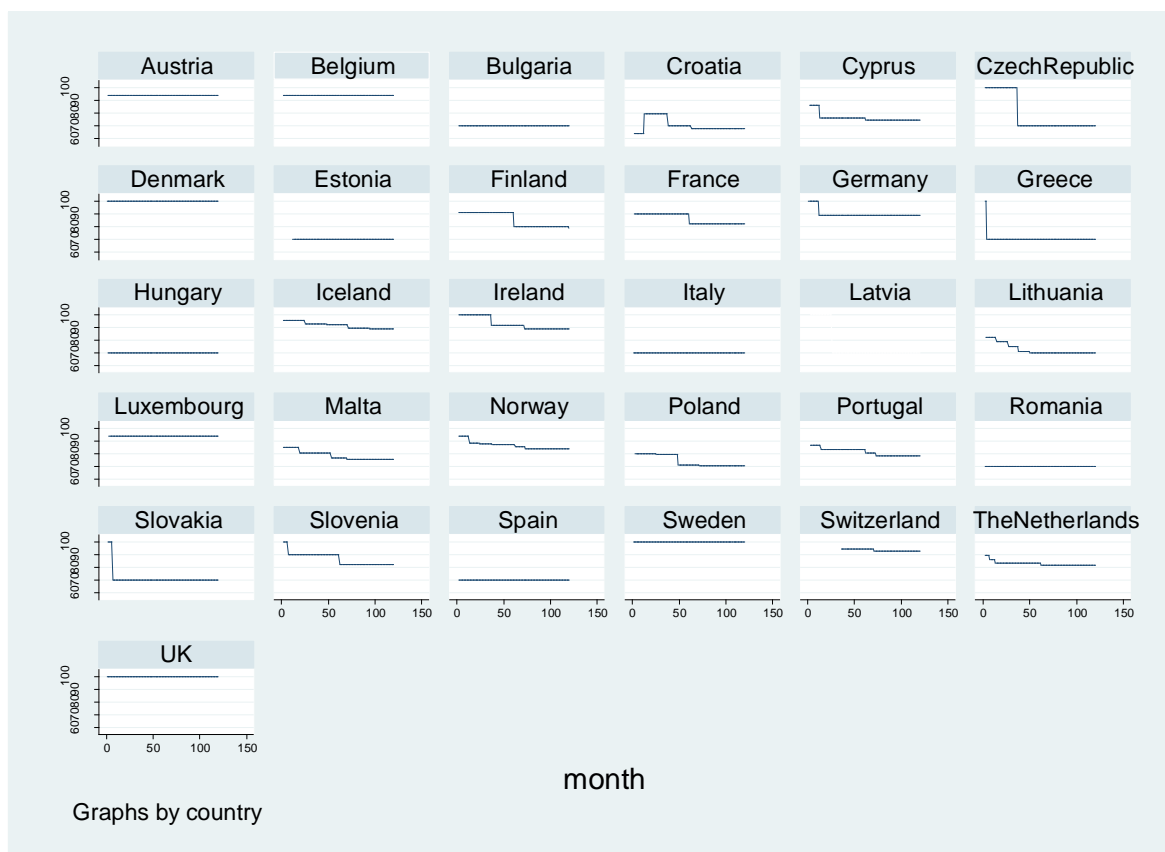 Austria Belgium Bulgaria Croatia Cyprus CzechRepublic
60708090 100
Denmark Estonia Finland France Germany Greece
60708090 100
Hungary Iceland Ireland Italy Latvia Lithuania
60708090 100
Luxembourg Malta Norway Poland Portugal Romania
60708090 100
Slovakia Slovenia Spain Sweden Switzerland TheNetherlands
60708090 100
0 50 100 150 0 50 100 150 0 50 100 150 0 50 100 150 0 50 100 150
UK
60708090 100
0 50 100 150
month
Graphs by country